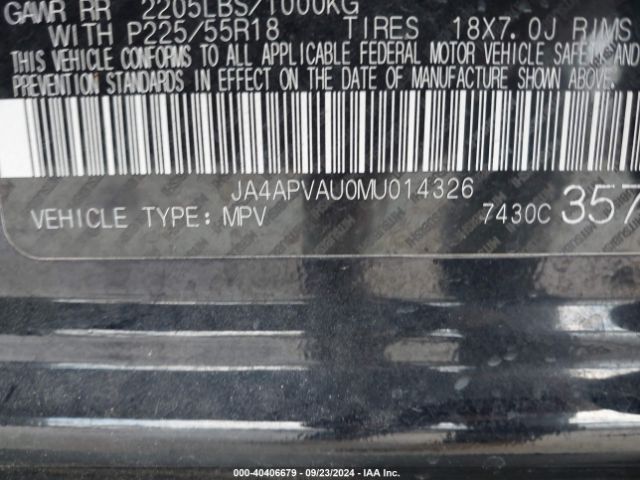 GAWR RR 2205LBS/1000KG
WITH P225/55R18 TIRES 18X7.0J RIMS
THIS VEHICLE CONFORMS TO ALL APPLICABLE FEDERAL MOTOR VEHICLE SAFETY AND
PREVENTION STANDARDS IN EFFECT ON THE DATE OF MANUFACTURE SHOWN ABOVE.
JA4APVAU0MU014326
VEHICLE TYPE: MPV 7430C 357
000-40406679 - 09/23/2024 - IAA Inc.